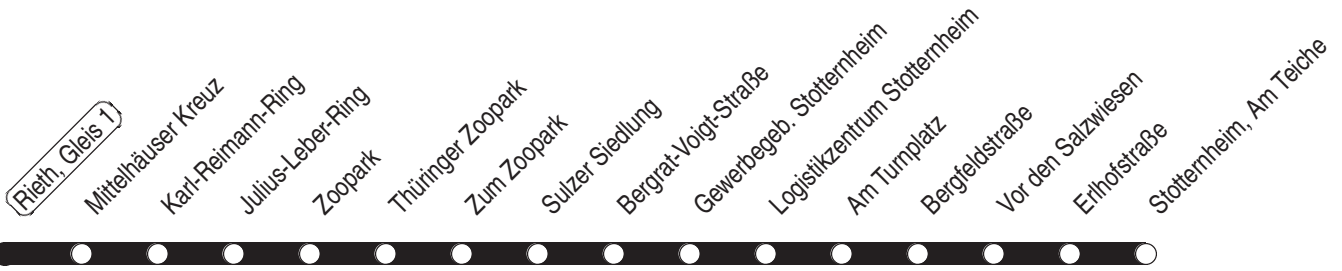 Rieth, Gleis 1
Mittelhäuser Kreuz
Karl-Reimann-Ring
Julius-Leber-Ring
Zoopark
Thüringer Zoopark
Zum Zoopark
Sulzer Siedlung
Bergrat-Voigt-Straße
Gewerbegeb. Stotternheim
Logistikzentrum Stotternheim
Am Turnplatz
Bergfeldstraße
Vor den Salzwiesen
Erlhofstraße
Stotternheim, Am Teiche